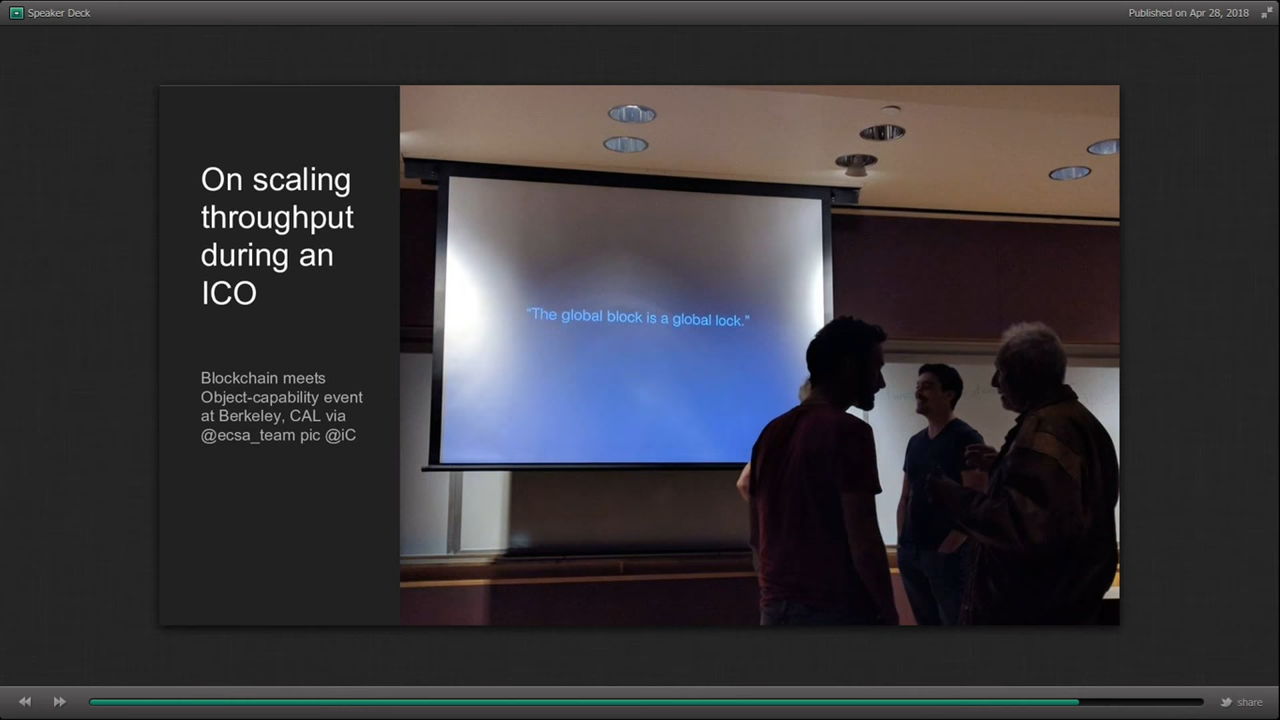 Speaker Deck
Published on Apr 28, 2018
On scaling
throughput
during an
ICO
Blockchain meets
Object-capability event
at Berkeley, CAL via
@ecsa_team pic @iC
"The global block is a global lock."
share